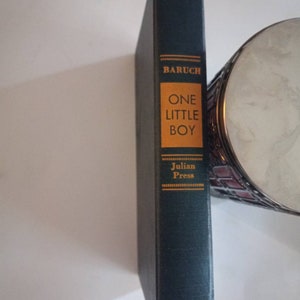 BARUCH
ONE
LITTLE
BOY
Julian
Press